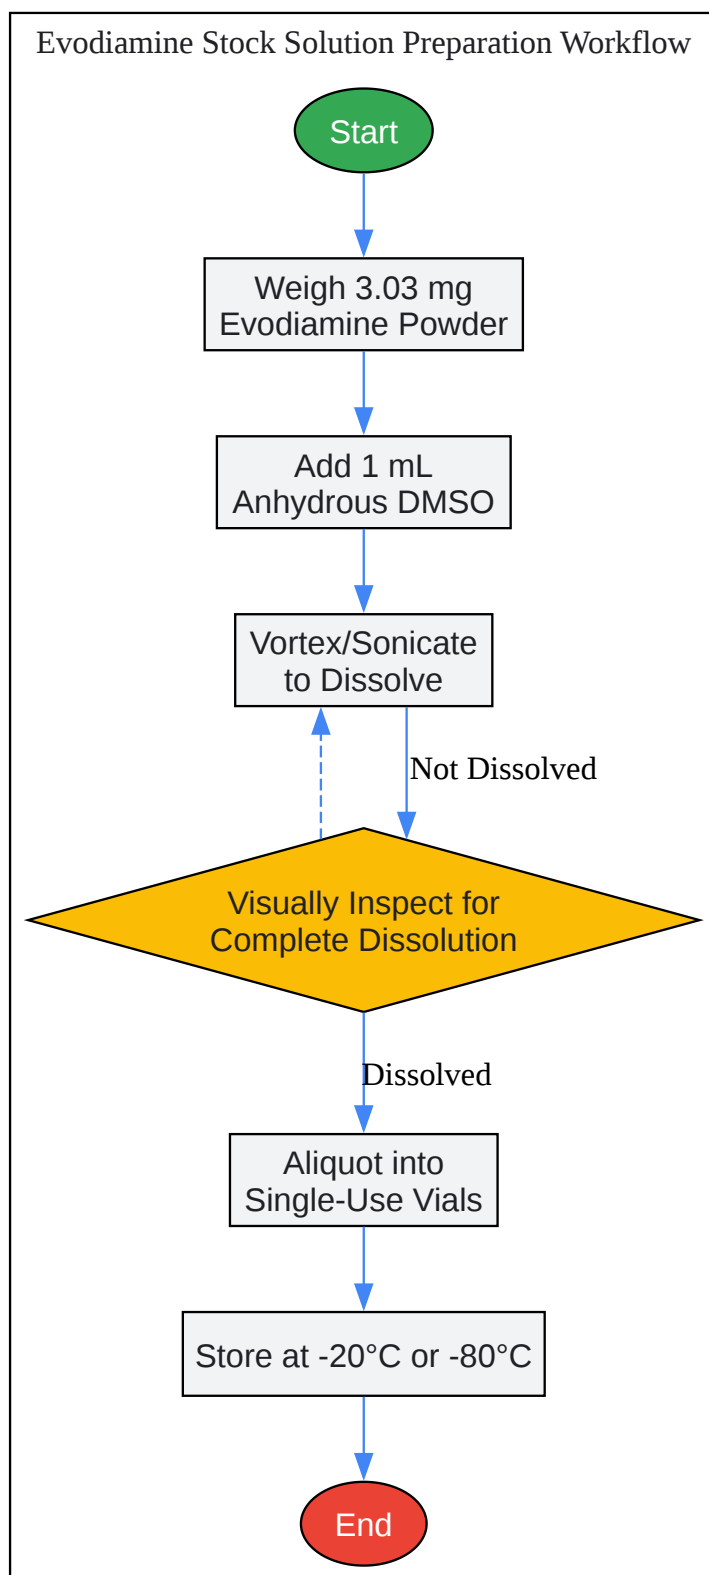 Evodiamine Stock Solution Preparation Workflow
Start
Weigh 3.03 mg
Evodiamine Powder
Add 1 mL
Anhydrous DMSO
Vortex/Sonicate
to Dissolve
Not Dissolved
Visually Inspect for
Complete Dissolution
Dissolved
Aliquot into
Single-Use Vials
Store at -20°C or -80°C
End